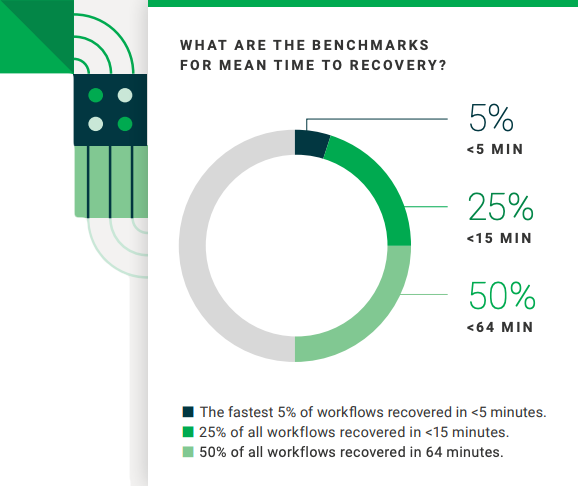 WHAT ARE THE BENCHMARKS
FOR MEAN TIME TO RECOVERY?
5%
<5 MIN
25%
<15 MIN
50%
<64 MIN
The fastest 5% of workflows recovered in <5 minutes.
25% of all workflows recovered in <15 minutes.
50% of all workflows recovered in 64 minutes.